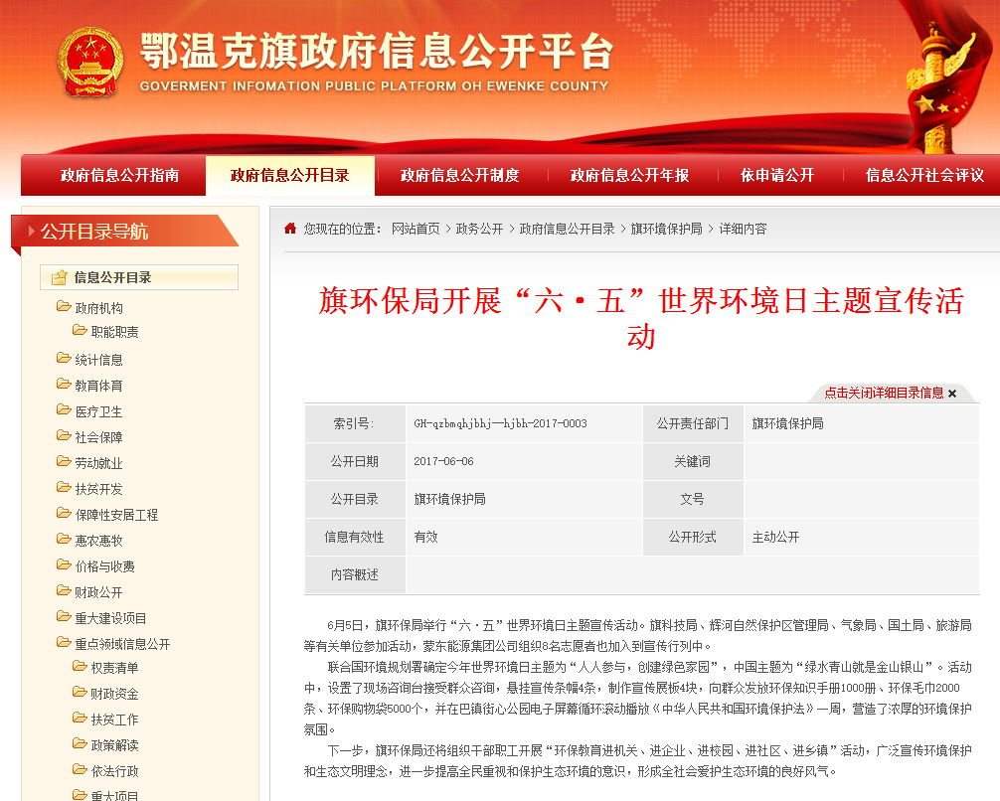 鄂温克旗政府信息公开平台
GOVERMENT INFOMATION PUBLIC PLATFORM OH EWENKE COUNTY
政府信息公开指南 政府信息公开目录 政府信息公开制度 政府信息公开年报 依申请公开 信息公开社会评议
公开目录导航
信息公开目录
政府机构
职能职责
统计信息
教育体育
医疗卫生
社会保障
劳动就业
扶贫开发
保障性安居工程
惠农惠牧
价格与收费
财政公开
重大建设项目
重点领域信息公开
权责清单
财政资金
扶贫工作
政策解读
依法行政
重大项目
您现在的位置： 网站首页 > 政务公开 > 政府信息公开目录 > 旗环境保护局 > 详细内容
旗环保局开展“六·五”世界环境日主题宣传活
动
点击关闭详细目录信息 ×
索引号: GH-qzbmqhjbhj--hjbh-2017-0003 公开责任部门 旗环境保护局
公开日期 2017-06-06 关键词
公开目录 旗环境保护局 文号
信息有效性 有效 公开形式 主动公开
内容概述
6月5日，旗环保局举行“六·五”世界环境日主题宣传活动。旗科技局、辉河自然保护区管理局、气象局、国土局、旅游局
等有关单位参加活动，蒙东能源集团公司组织8名志愿者也加入到宣传行列中。
联合国环境规划署确定今年世界环境日主题为“人人参与，创建绿色家园”，中国主题为“绿水青山就是金山银山”。活动
中，设置了现场咨询台接受群众咨询，悬挂宣传条幅4条，制作宣传展板4块，向群众发放环保知识手册1000册、环保毛巾2000
条、环保购物袋5000个，并在巴镇街心公园电子屏幕循环滚动播放《中华人民共和国环境保护法》一周，营造了浓厚的环境保护
氛围。
下一步，旗环保局还将组织干部职工开展“环保教育进机关、进企业、进校园、进社区、进乡镇”活动，广泛宣传环境保护
和生态文明理念，进一步提高全民重视和保护生态环境的意识，形成全社会爱护生态环境的良好风气。